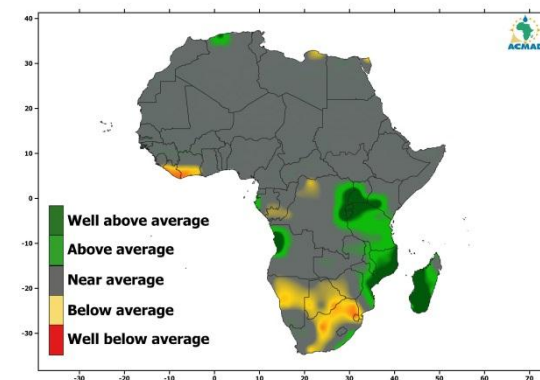 ACMAD
40
30
20
10
0
-10
-20
-30
Well above average
Above average
Near average
Below average
Well below average
-30 -20 -10 0 10 20 30 40 50 60 70